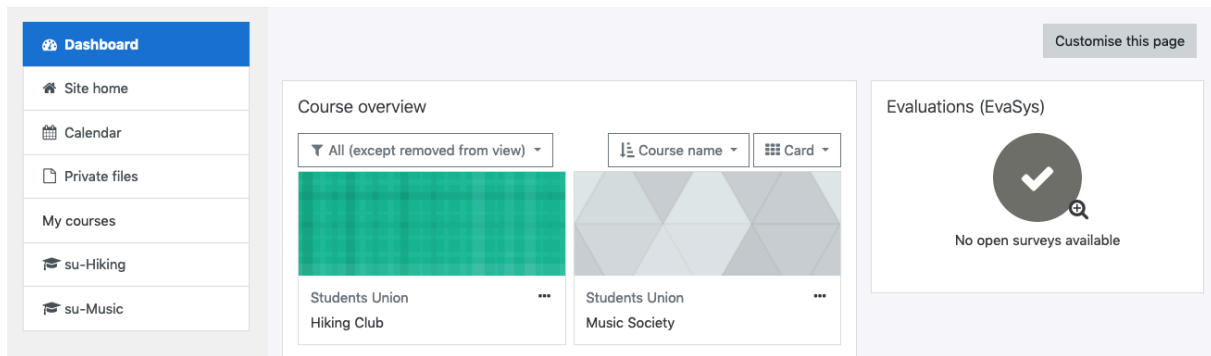 Dashboard
Site home
Calendar
Private files
My courses
su-Hiking
su-Music
Customise this page
Course overview
All (except removed from view)
Course name
Card
Students Union
Hiking Club
Students Union
Music Society
Evaluations (EvaSys)
No open surveys available